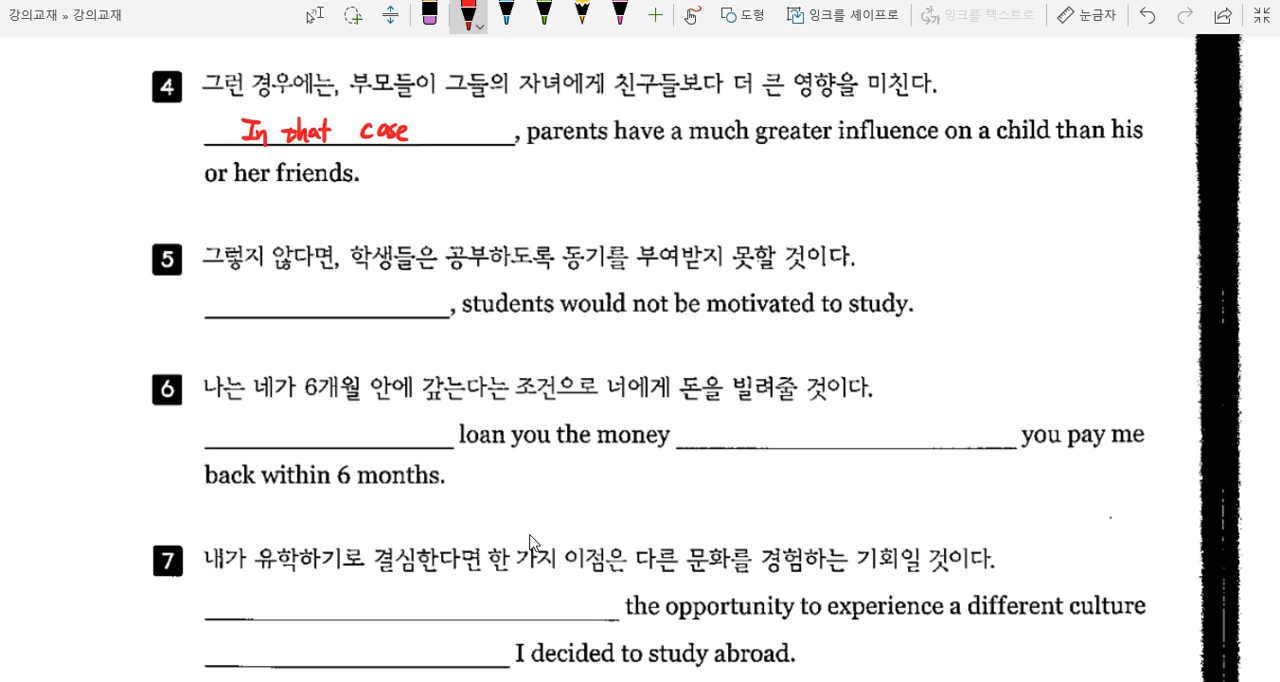 강의교재 » 강의교재
도형
잉크를 셰이프로
잉크를 텍스트로
눈금자
4 그런 경우에는, 부모들이 그들의 자녀에게 친구들보다 더 큰 영향을 미친다.
In that case, parents have a much greater influence on a child than his
or her friends.
5 그렇지 않다면, 학생들은 공부하도록 동기를 부여받지 못할 것이다.
, students would not be motivated to study.
6 나는 네가 6개월 안에 갚는다는 조건으로 너에게 돈을 빌려줄 것이다.
loan you the money you pay me
back within 6 months.
7 내가 유학하기로 결심한다면 한 가지 이점은 다른 문화를 경험하는 기회일 것이다.
the opportunity to experience a different culture
I decided to study abroad.